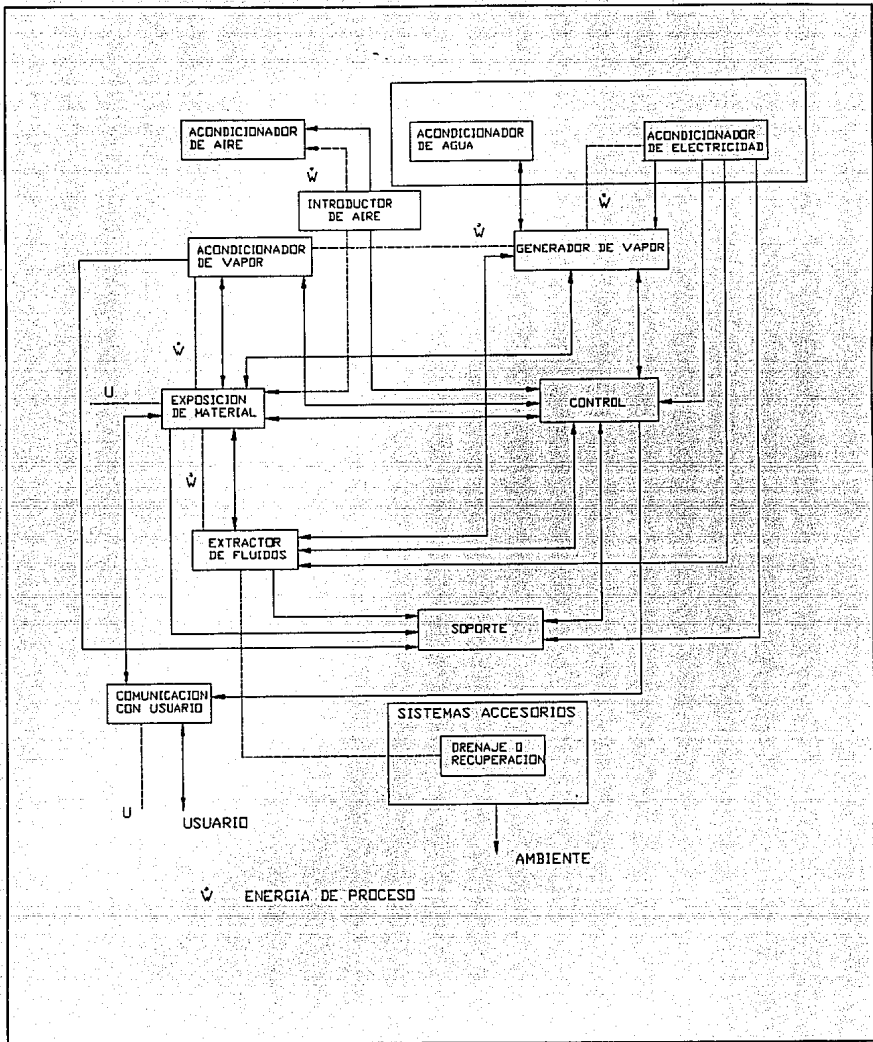 ACONDICIONADOR
DE AIRE
ACONDICIONADOR
DE AGUA
ACONDICIONADOR
DE ELECTRICIDAD
Ẇ
INTRODUCTOR
DE AIRE
Ẇ
Ẇ
ACONDICIONADOR
DE VAPOR
GENERADOR DE VAPOR
Ẇ
U
EXPOSICION
DE MATERIAL
CONTROL
Ẇ
EXTRACTOR
DE FLUIDOS
SOPORTE
COMUNICACION
CON USUARIO
SISTEMAS ACCESORIOS
DRENAJE O
RECUPERACION
U
USUARIO
AMBIENTE
Ẇ ENERGIA DE PROCESO